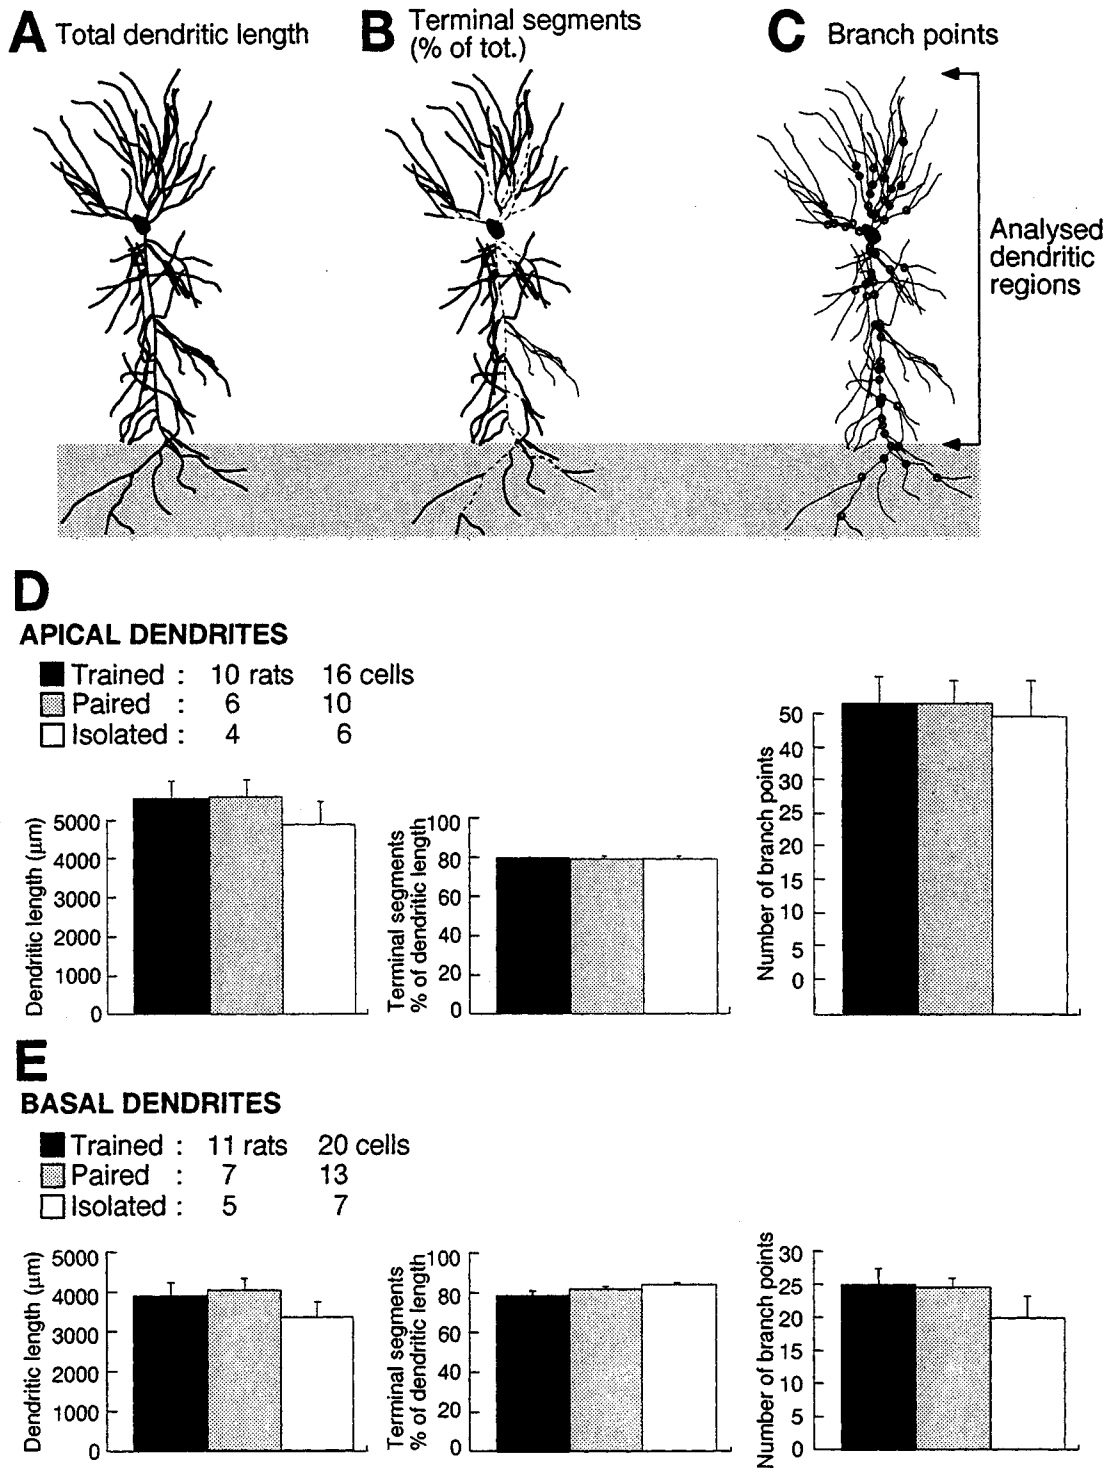 A Total dendritic length
B Terminal segments
(% of tot.)
C Branch points
Analysed
dendritic
regions
D
APICAL DENDRITES
Trained : 10 rats 16 cells
Paired : 6 10
Isolated : 4 6
Dendritic length (µm)
5000
4000
3000
2000
1000
0
Terminal segments
% of dendritic length
100
80
60
40
20
0
Number of branch points
50
40
30
25
20
15
10
5
0
E
BASAL DENDRITES
Trained : 11 rats 20 cells
Paired : 7 13
Isolated : 5 7
Dendritic length (µm)
5000
4000
3000
2000
1000
0
Terminal segments
% of dendritic length
100
80
60
40
20
0
Number of branch points
30
25
20
15
10
5
0